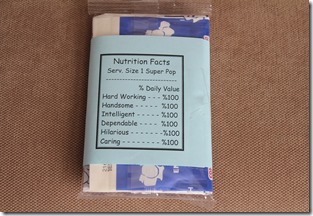 Nutrition Facts
Serv. Size 1 Super Pop
------------------------------
% Daily Value
Hard Working - - - %100
Handsome - - - - - %100
Intelligent - - - - - %100
Dependable - - - - %100
Hilarious - - - - - - -%100
Caring - - - - - - - - %100